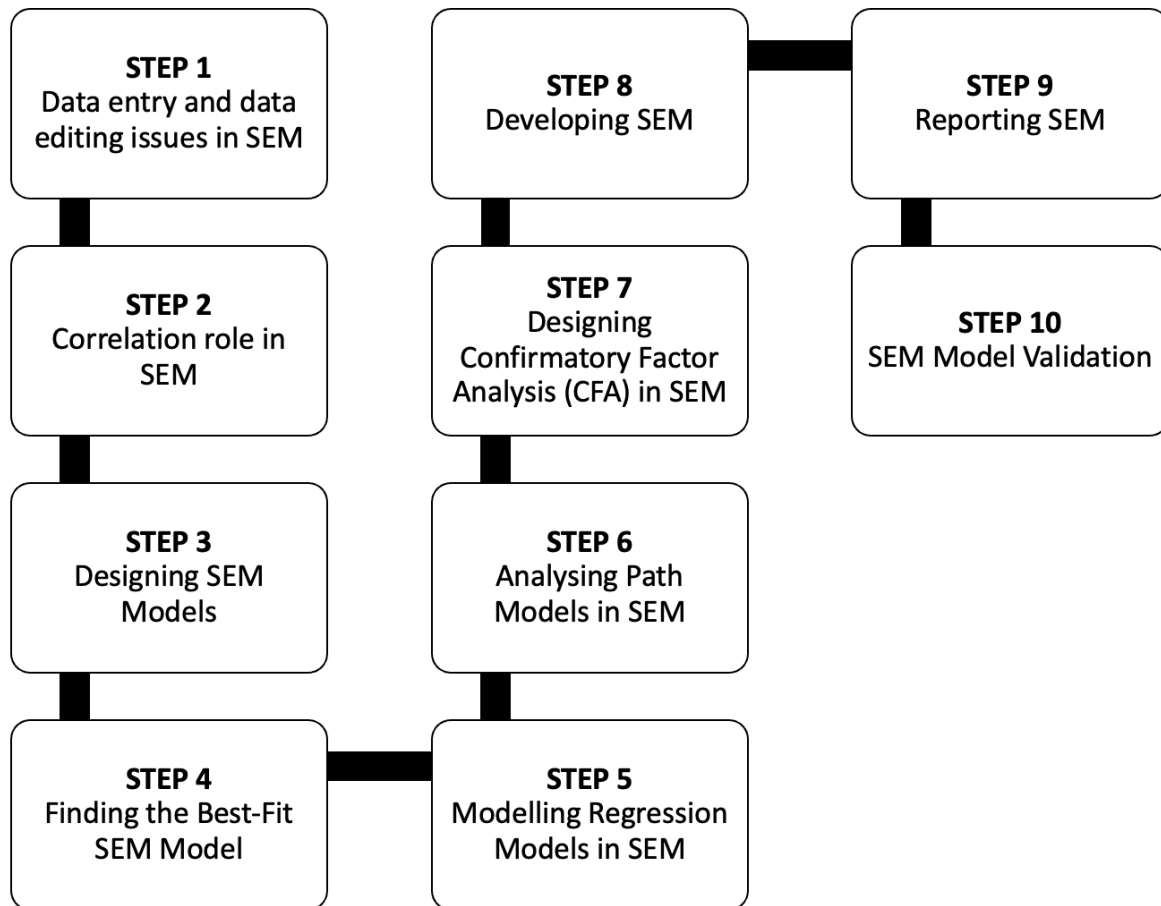 STEP 1
Data entry and data
editing issues in SEM
STEP 2
Correlation role in
SEM
STEP 3
Designing SEM
Models
STEP 4
Finding the Best-Fit
SEM Model
STEP 5
Modelling Regression
Models in SEM
STEP 6
Analysing Path
Models in SEM
STEP 7
Designing
Confirmatory Factor
Analysis (CFA) in SEM
STEP 8
Developing SEM
STEP 9
Reporting SEM
STEP 10
SEM Model Validation